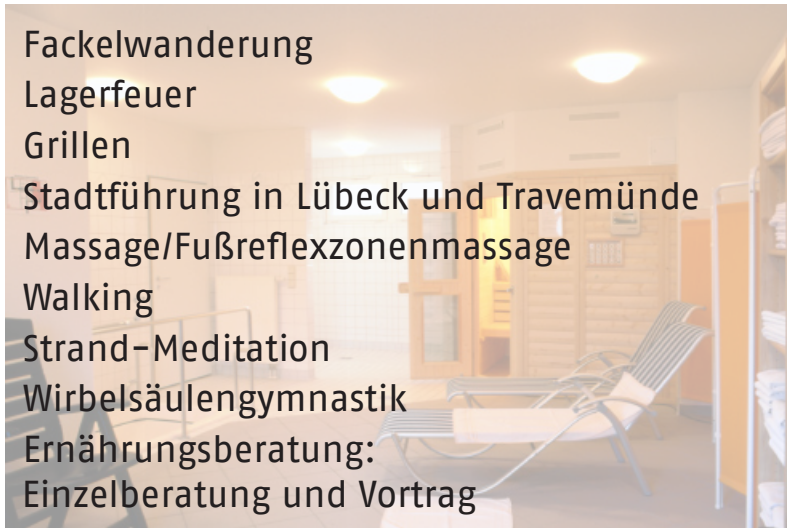 Fackelwanderung
Lagerfeuer
Grillen
Stadtführung in Lübeck und Travemünde
Massage/Fußreflexzonenmassage
Walking
Strand-Meditation
Wirbelsäulengymnastik
Ernährungsberatung:
Einzelberatung und Vortrag